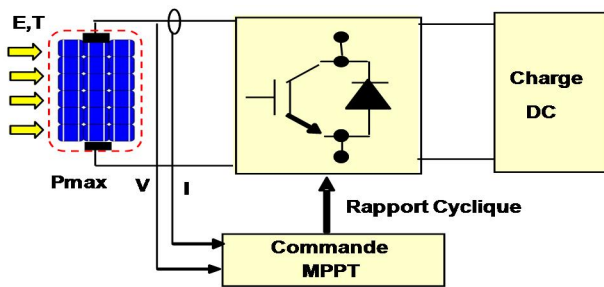 E,T
Charge
DC
Pmax
V
I
Rapport Cyclique
Commande
MPPT